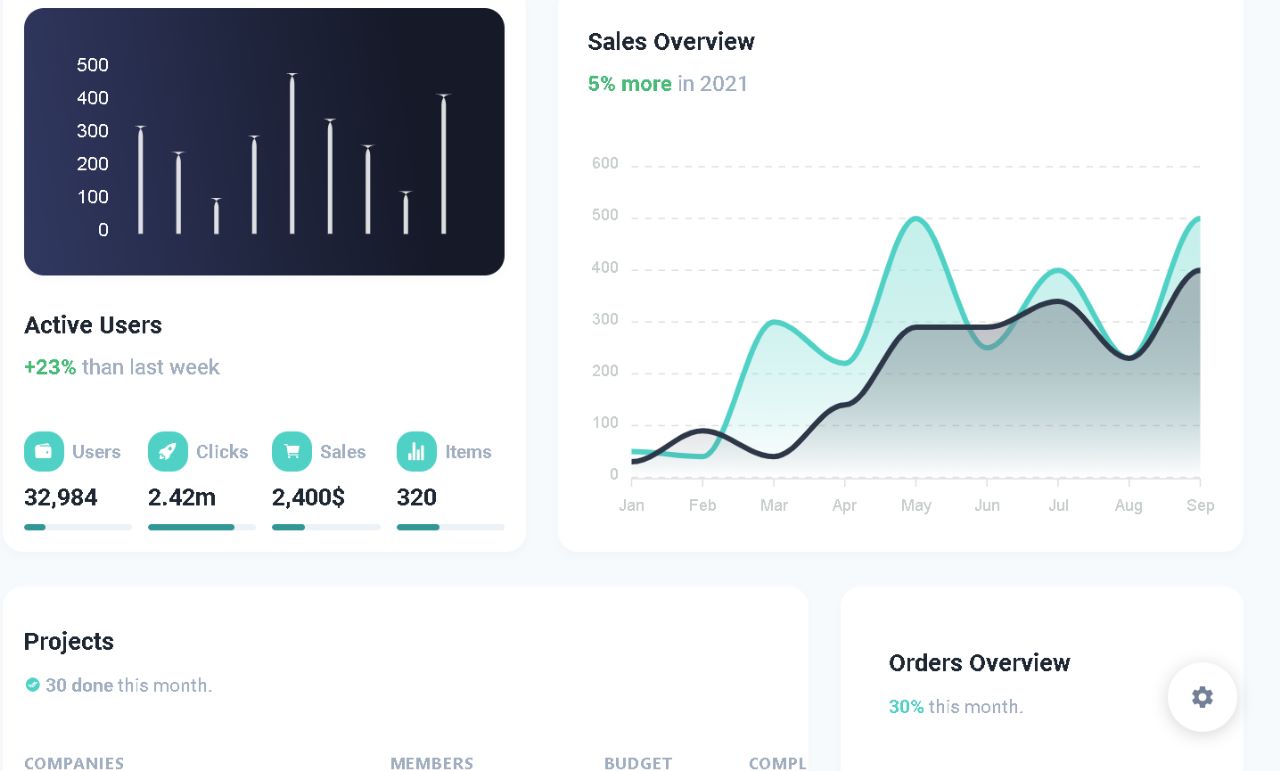 500
400
300
200
100
0
Active Users
+23% than last week
Users
Clicks
Sales
Items
32,984
2.42m
2,400$
320
Sales Overview
5% more in 2021
600
500
400
300
200
100
0
Jan Feb Mar Apr May Jun Jul Aug Sep
Projects
30 done this month.
COMPANIES MEMBERS BUDGET COMPL
Orders Overview
30% this month.